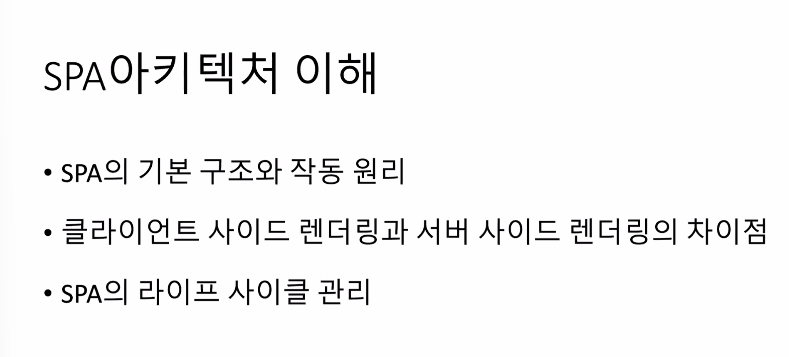 SPA아키텍처 이해
• SPA의 기본 구조와 작동 원리
• 클라이언트 사이드 렌더링과 서버 사이드 렌더링의 차이점
• SPA의 라이프 사이클 관리